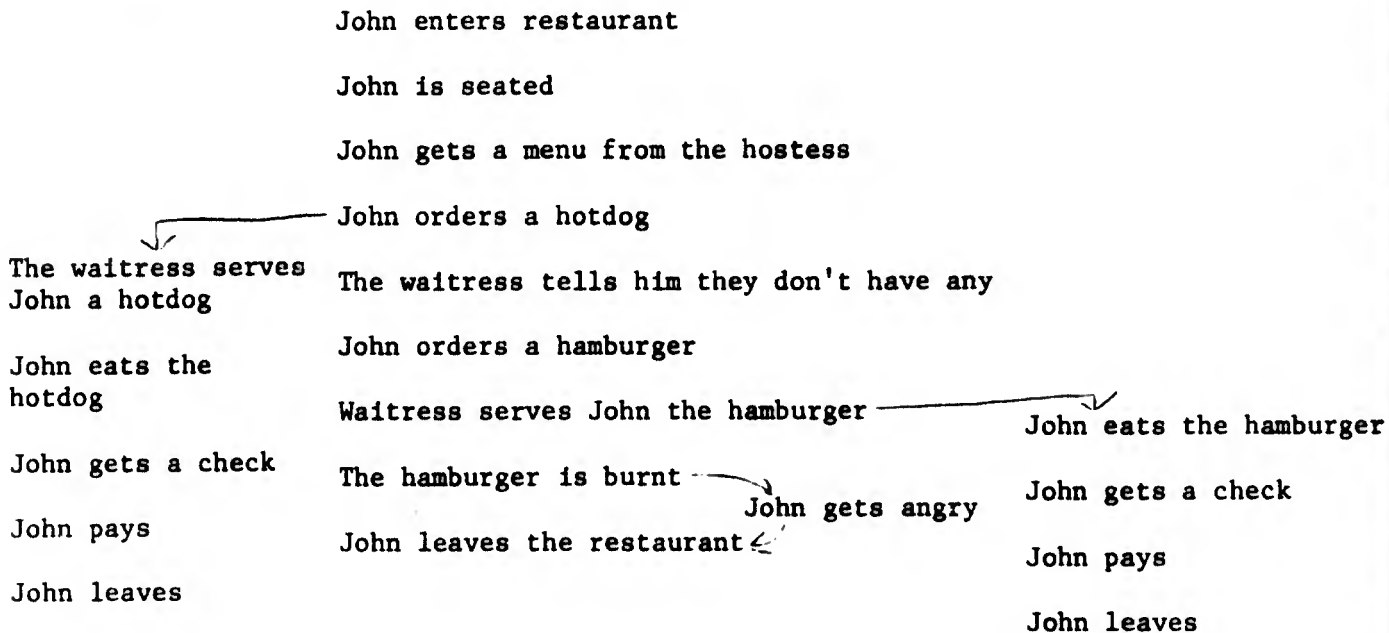 John enters restaurant
John is seated
John gets a menu from the hostess
John orders a hotdog
The waitress serves
John a hotdog
John eats the
hotdog
John gets a check
John pays
John leaves
The waitress tells him they don't have any
John orders a hamburger
Waitress serves John the hamburger
The hamburger is burnt
John gets angry
John leaves the restaurant
John eats the hamburger
John gets a check
John pays
John leaves